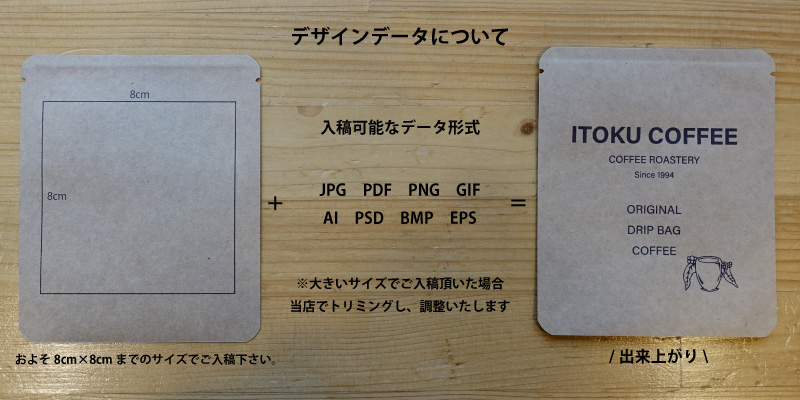 デザインデータについて
8cm
8cm
およそ 8cm×8cm までのサイズでご入稿下さい。
+
入稿可能なデータ形式
JPG PDF PNG GIF
AI PSD BMP EPS
※大きいサイズでご入稿頂いた場合
当店でトリミングし、調整いたします
=
ITOKU COFFEE
COFFEE ROASTERY
Since 1994
ORIGINAL
DRIP BAG
COFFEE
/ 出来上がり \